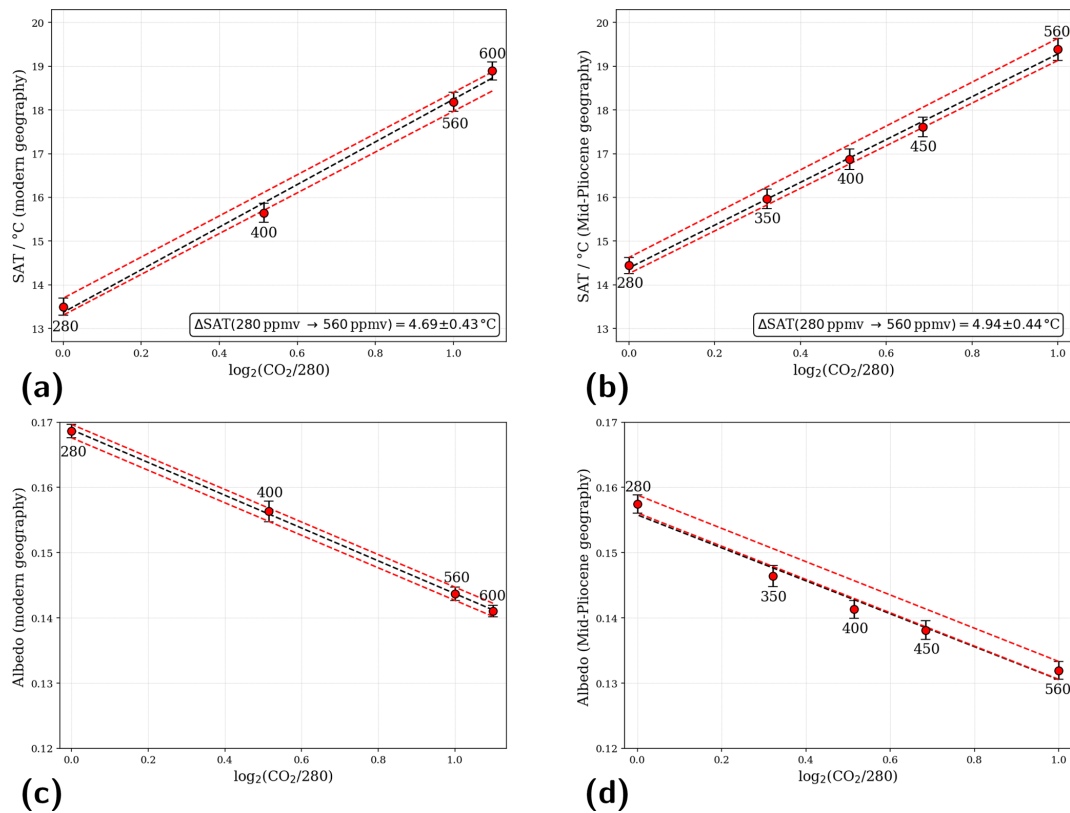 20
19
18
17
16
15
14
13
SAT / °C (modern geography)
600
560
400
280
ΔSAT(280 ppmv → 560 ppmv) = 4.69±0.43°C
0.0 0.2 0.4 0.6 0.8 1.0
log₂(CO₂/280)
(a)
20
19
18
17
16
15
14
13
SAT / °C (Mid-Pliocene geography)
560
450
400
350
280
ΔSAT(280 ppmv → 560 ppmv) = 4.94±0.44°C
0.0 0.2 0.4 0.6 0.8 1.0
log₂(CO₂/280)
(b)
0.17
0.16
0.15
0.14
0.13
0.12
Albedo (modern geography)
280
400
560
600
0.0 0.2 0.4 0.6 0.8 1.0
log₂(CO₂/280)
(c)
0.17
0.16
0.15
0.14
0.13
0.12
Albedo (Mid-Pliocene geography)
280
350
400
450
560
0.0 0.2 0.4 0.6 0.8 1.0
log₂(CO₂/280)
(d)